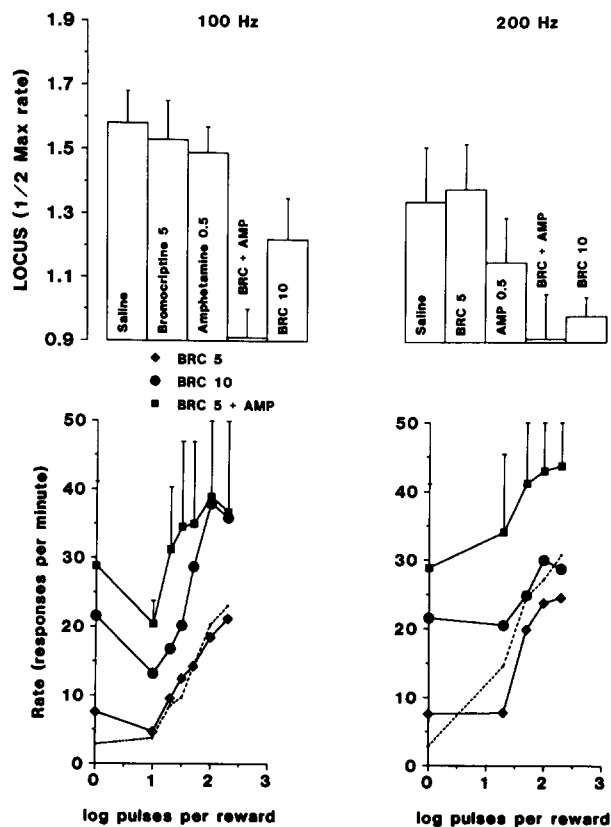 100 Hz
200 Hz
LOCUS (1/2 Max rate)
1.9
1.7
1.5
1.3
1.1
0.9
Saline
Bromocriptine 5
Amphetamine 0.5
BRC + AMP
BRC 10
Saline
BRC 5
AMP 0.5
BRC + AMP
BRC 10
BRC 5
BRC 10
BRC 5 + AMP
Rate (responses per minute)
50
40
30
20
10
0
0 1 2 3
log pulses per reward
50
40
30
20
10
0
0 1 2 3
log pulses per reward